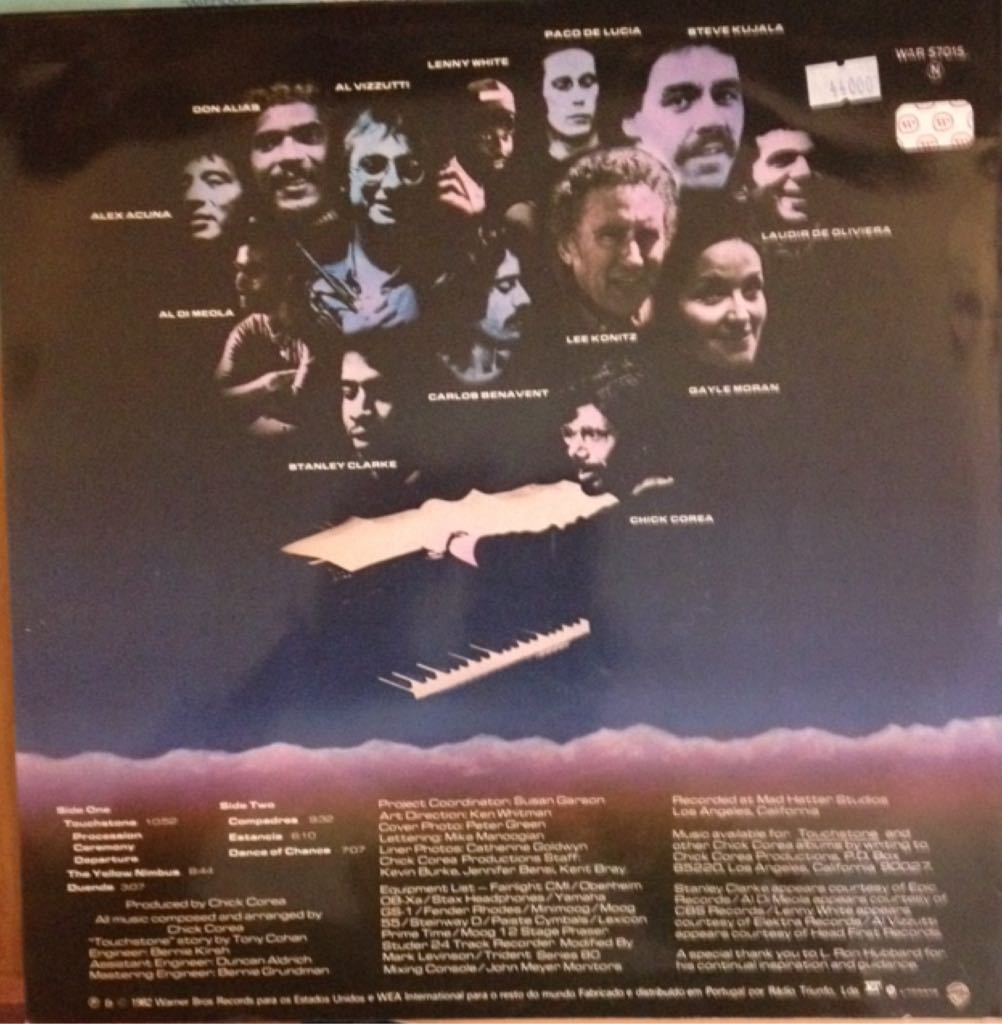 PACO DE LUCIA
STEVE KUJALA
LENNY WHITE
WAR 57015
N
AL VIZZUTTI
44000
DON ALIAS
ALEX ACUNA
LAUDIR DE OLIVIERA
AL DI MEOLA
LEE KONITZ
CARLOS BENAVENT
GAYLE MORAN
STANLEY CLARKE
CHICK COREA
Side One
Touchstone 10:52
Procession
Ceremony
Departure
The Yellow Nimbus 8:44
Duende 3:07
Side Two
Compadres 9:32
Estancia 6:10
Dance of Chance 7:07
Produced by Chick Corea
All music composed and arranged by
Chick Corea
"Touchstone" story by Tony Cohan
Engineer: Bernie Kirsh
Assistant Engineer: Duncan Aldrich
Mastering Engineer: Bernie Grundman
Project Coordinator: Susan Garson
Art Direction: Ken Whitman
Cover Photo: Peter Green
Lettering: Mike Manoogian
Liner Photos: Catherine Goldwyn
Chick Corea Productions Staff:
Kevin Burke, Jennifer Bensi, Kent Bray
Equipment List — Fairlight CMI/Oberheim
OB-Xa/Stax Headphones/Yamaha
GS-1/Fender Rhodes/Minimoog/Moog
55/Steinway D/Paiste Cymbals/Lexicon
Prime Time/Moog 12 Stage Phaser
Studer 24 Track Recorder Modified By
Mark Levinson/Trident Series 80
Mixing Console/John Meyer Monitors
Recorded at Mad Hatter Studios
Los Angeles, California
Music available for Touchstone and
other Chick Corea albums by writing to
Chick Corea Productions, P.O. Box
85220, Los Angeles, California 90027.
Stanley Clarke appears courtesy of Epic
Records/Al Di Meola appears courtesy of
CBS Records/Lenny White appears
courtesy of Elektra Records/Al Vizzutti
appears courtesy of Head First Records.
A special thank you to L. Ron Hubbard for
his continual inspiration and guidance.
℗ & © 1982 Warner Bros Records para os Estados Unidos e WEA International para o resto do mundo Fabricado e distribuido em Portugal por Rádio Triunfo, Lda.